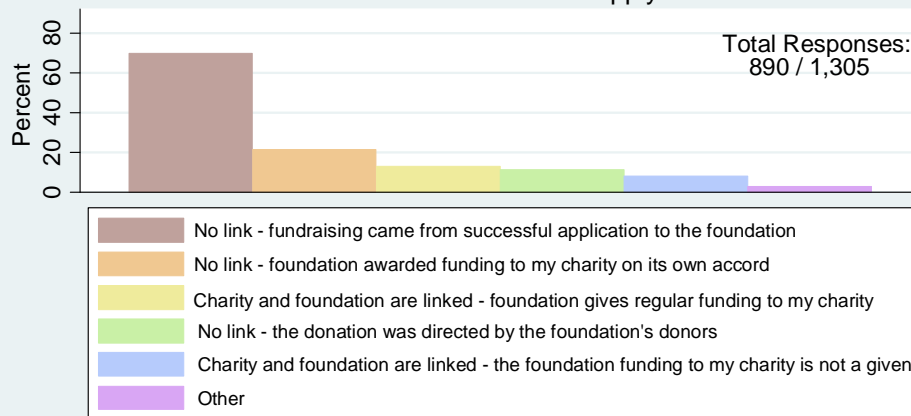 Total Responses:
890 / 1,305
Percent
80
60
40
20
0
No link - fundraising came from successful application to the foundation
No link - foundation awarded funding to my charity on its own accord
Charity and foundation are linked - foundation gives regular funding to my charity
No link - the donation was directed by the foundation's donors
Charity and foundation are linked - the foundation funding to my charity is not a given
Other